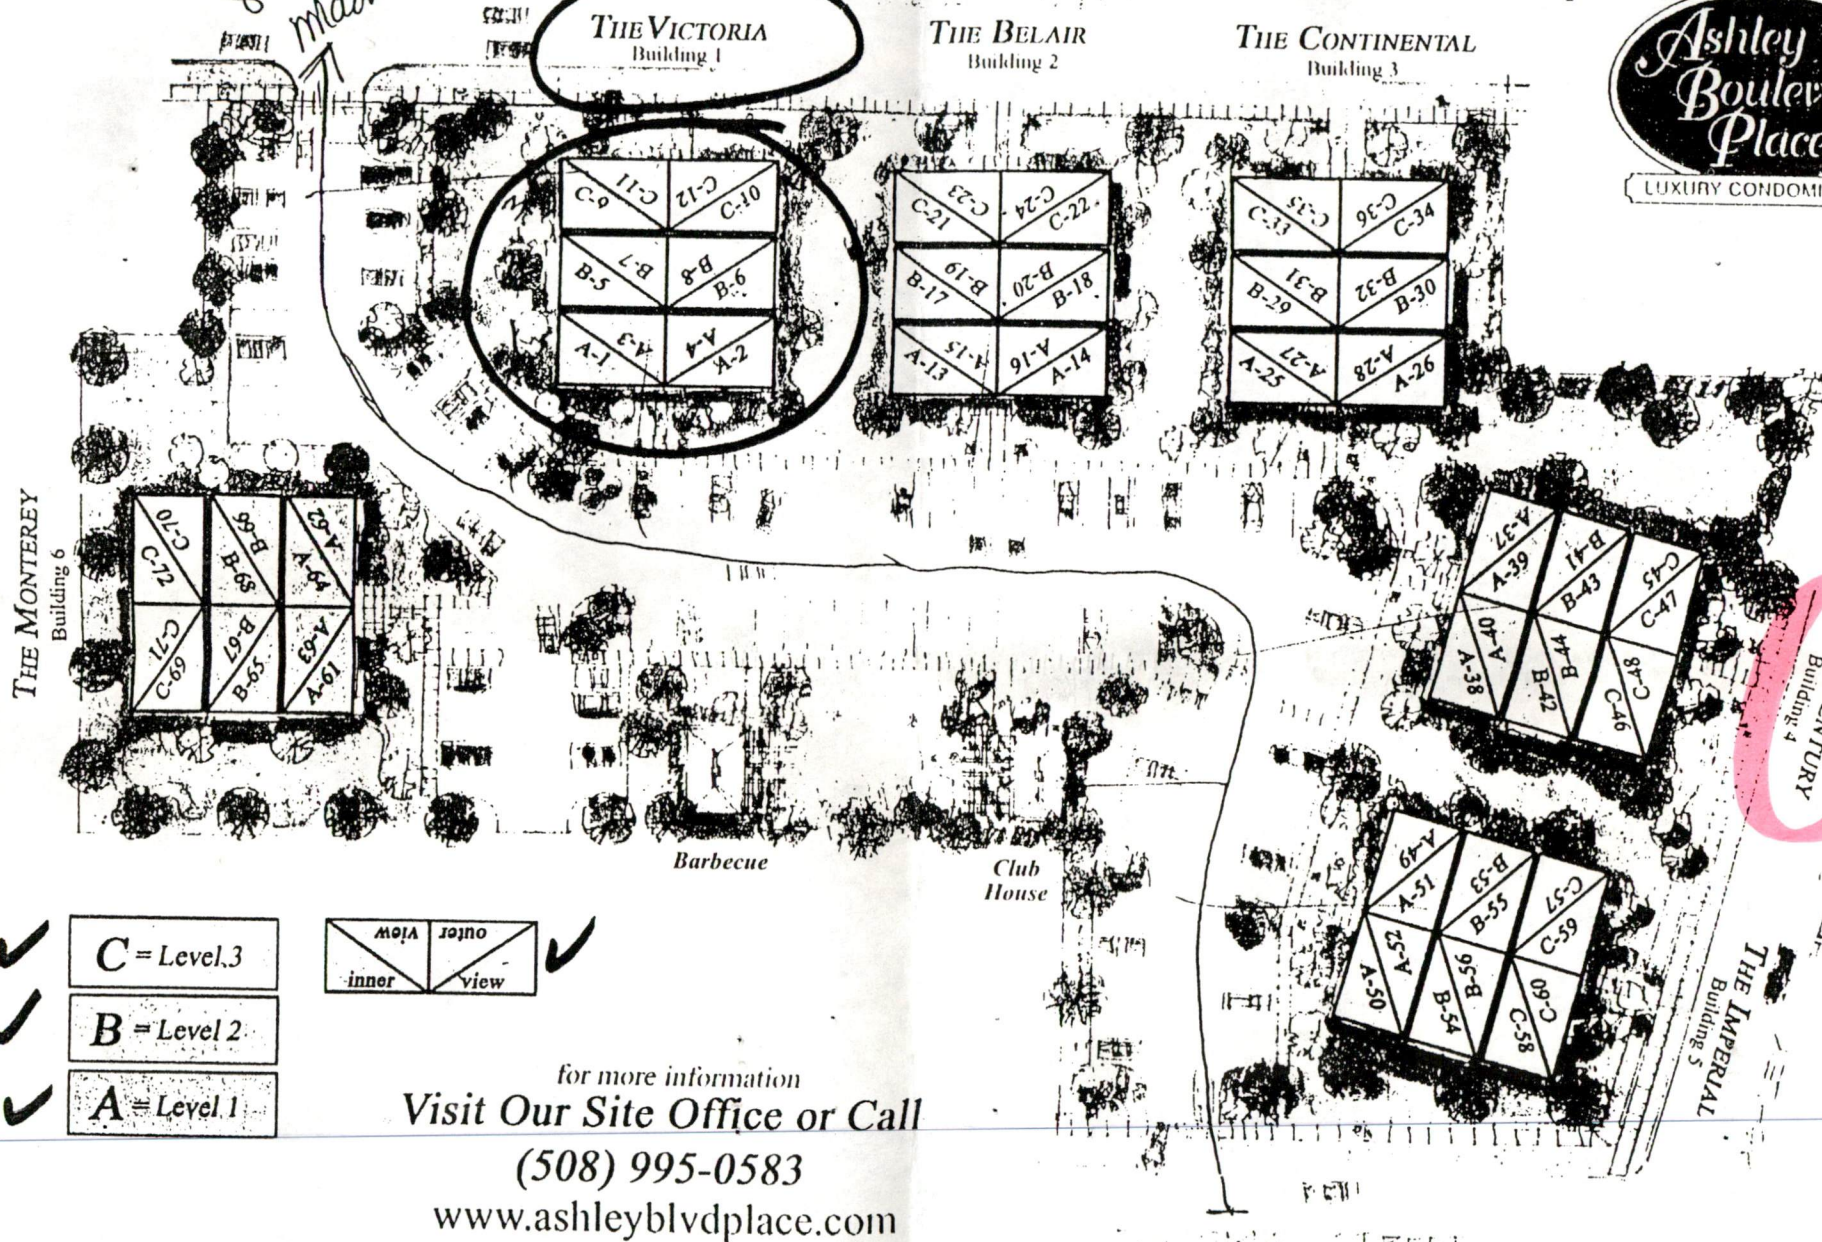 THE VICTORIA
Building 1
THE BELAIR
Building 2
THE CONTINENTAL
Building 3
Ashley
Place
LUXURY
C-9 C-11 C-12 C-10
B-5 B-7 B-8 B-6
A-1 A-3 A-4 A-2
C-21 C-23 C-24 C-22
B-17 B-19 B-20 B-18
A-13 A-15 A-16 A-14
C-33 C-35 C-36 C-34
B-29 B-31 B-32 B-30
A-25 A-27 A-28 A-26
THE MONTEREY
Building 6
C-70 B-66 A-62
C-72 B-68 A-64
C-71 B-67 A-63
C-69 B-65 A-61
A-37 B-41 C-45
A-39 B-43 C-47
A-40 B-44 C-48
A-38 B-42 C-46
Building 4
A-49 B-53 C-57
A-51 B-55 C-59
A-52 B-56 C-60
A-50 B-54 C-58
THE IMPERIAL
Building 5
Barbecue
Club
House
C = Level 3
B = Level 2
A = Level 1
view outer
inner view
for more information
Visit Our Site Office or Call
(508) 995-0583
www.ashleyblvdplace.com